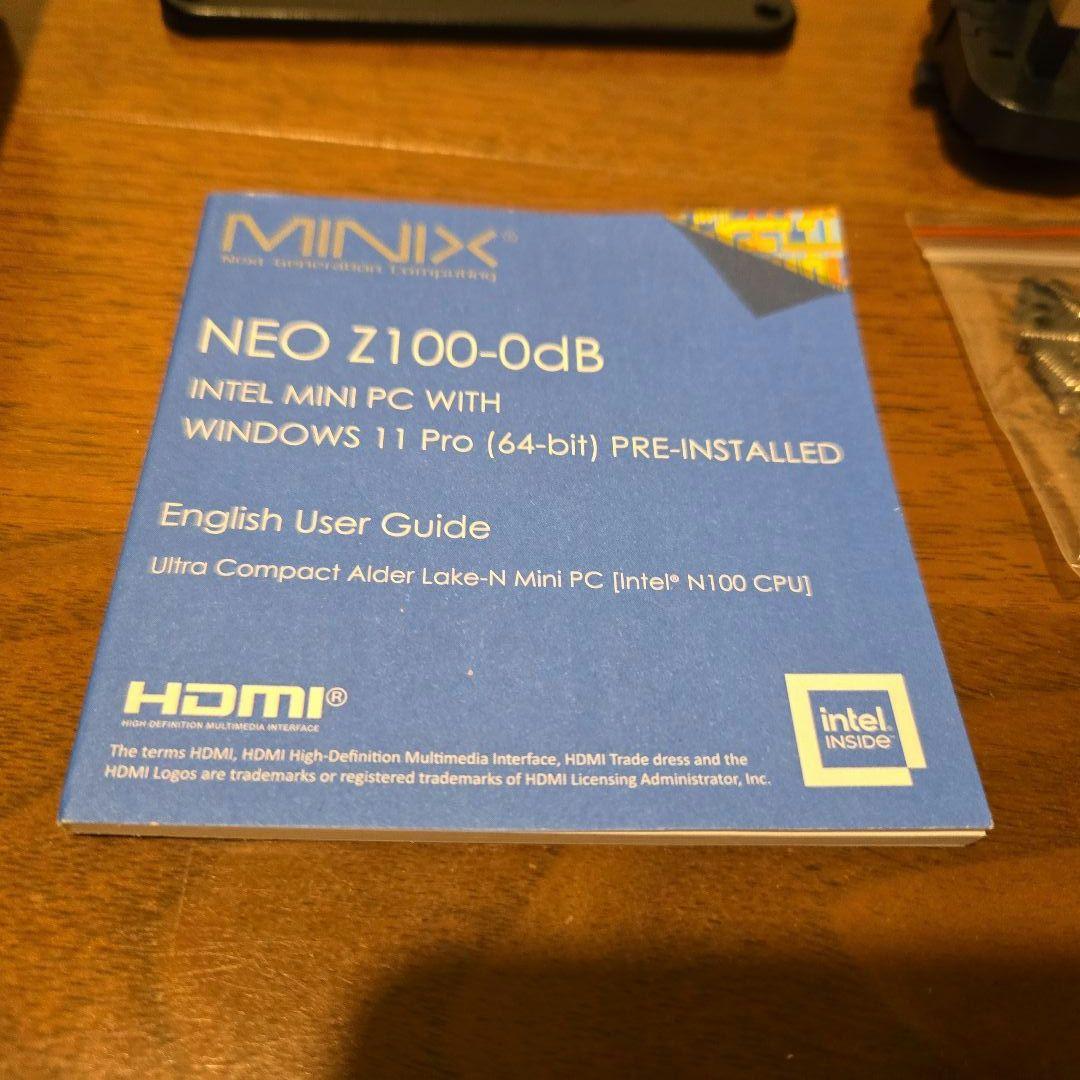 MINIX®
Next Generation Computing
NEO Z100-0dB
INTEL MINI PC WITH
WINDOWS 11 Pro (64-bit) PRE-INSTALLED
English User Guide
Ultra Compact Alder Lake-N Mini PC [Intel® N100 CPU]
HDMI®
HIGH-DEFINITION MULTIMEDIA INTERFACE
The terms HDMI, HDMI High-Definition Multimedia Interface, HDMI Trade dress and the
HDMI Logos are trademarks or registered trademarks of HDMI Licensing Administrator, Inc.
intel.
INSIDE™